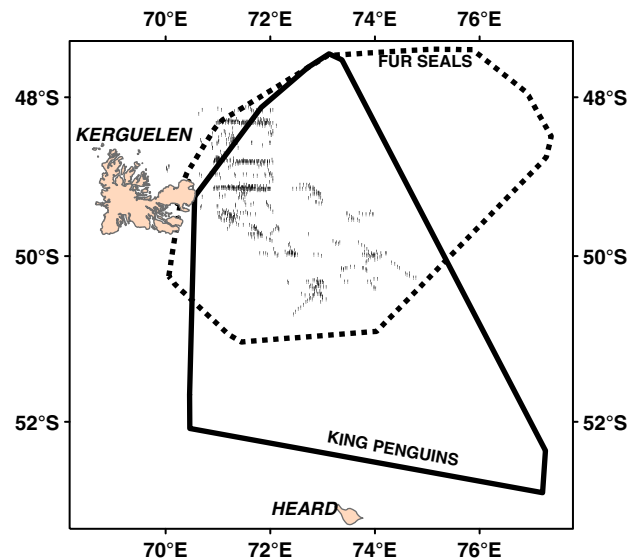 70°E 72°E 74°E 76°E
FUR SEALS
48°S 48°S
KERGUELEN
50°S 50°S
52°S 52°S
KING PENGUINS
HEARD
70°E 72°E 74°E 76°E